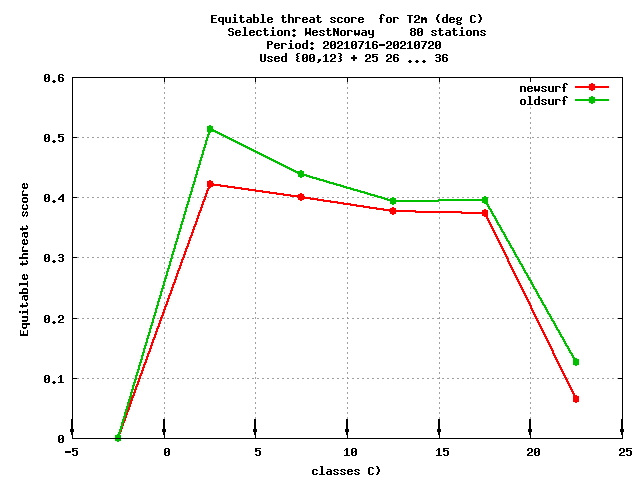 Equitable threat score  for T2m (deg C)
Selection: WestNorway     80 stations
Period: 20210716-20210720
Used {00,12} + 25 26 ... 36
newsurf
oldsurf
Equitable threat score
0.6
0.5
0.4
0.3
0.2
0.1
0
-5 0 5 10 15 20 25
classes C)